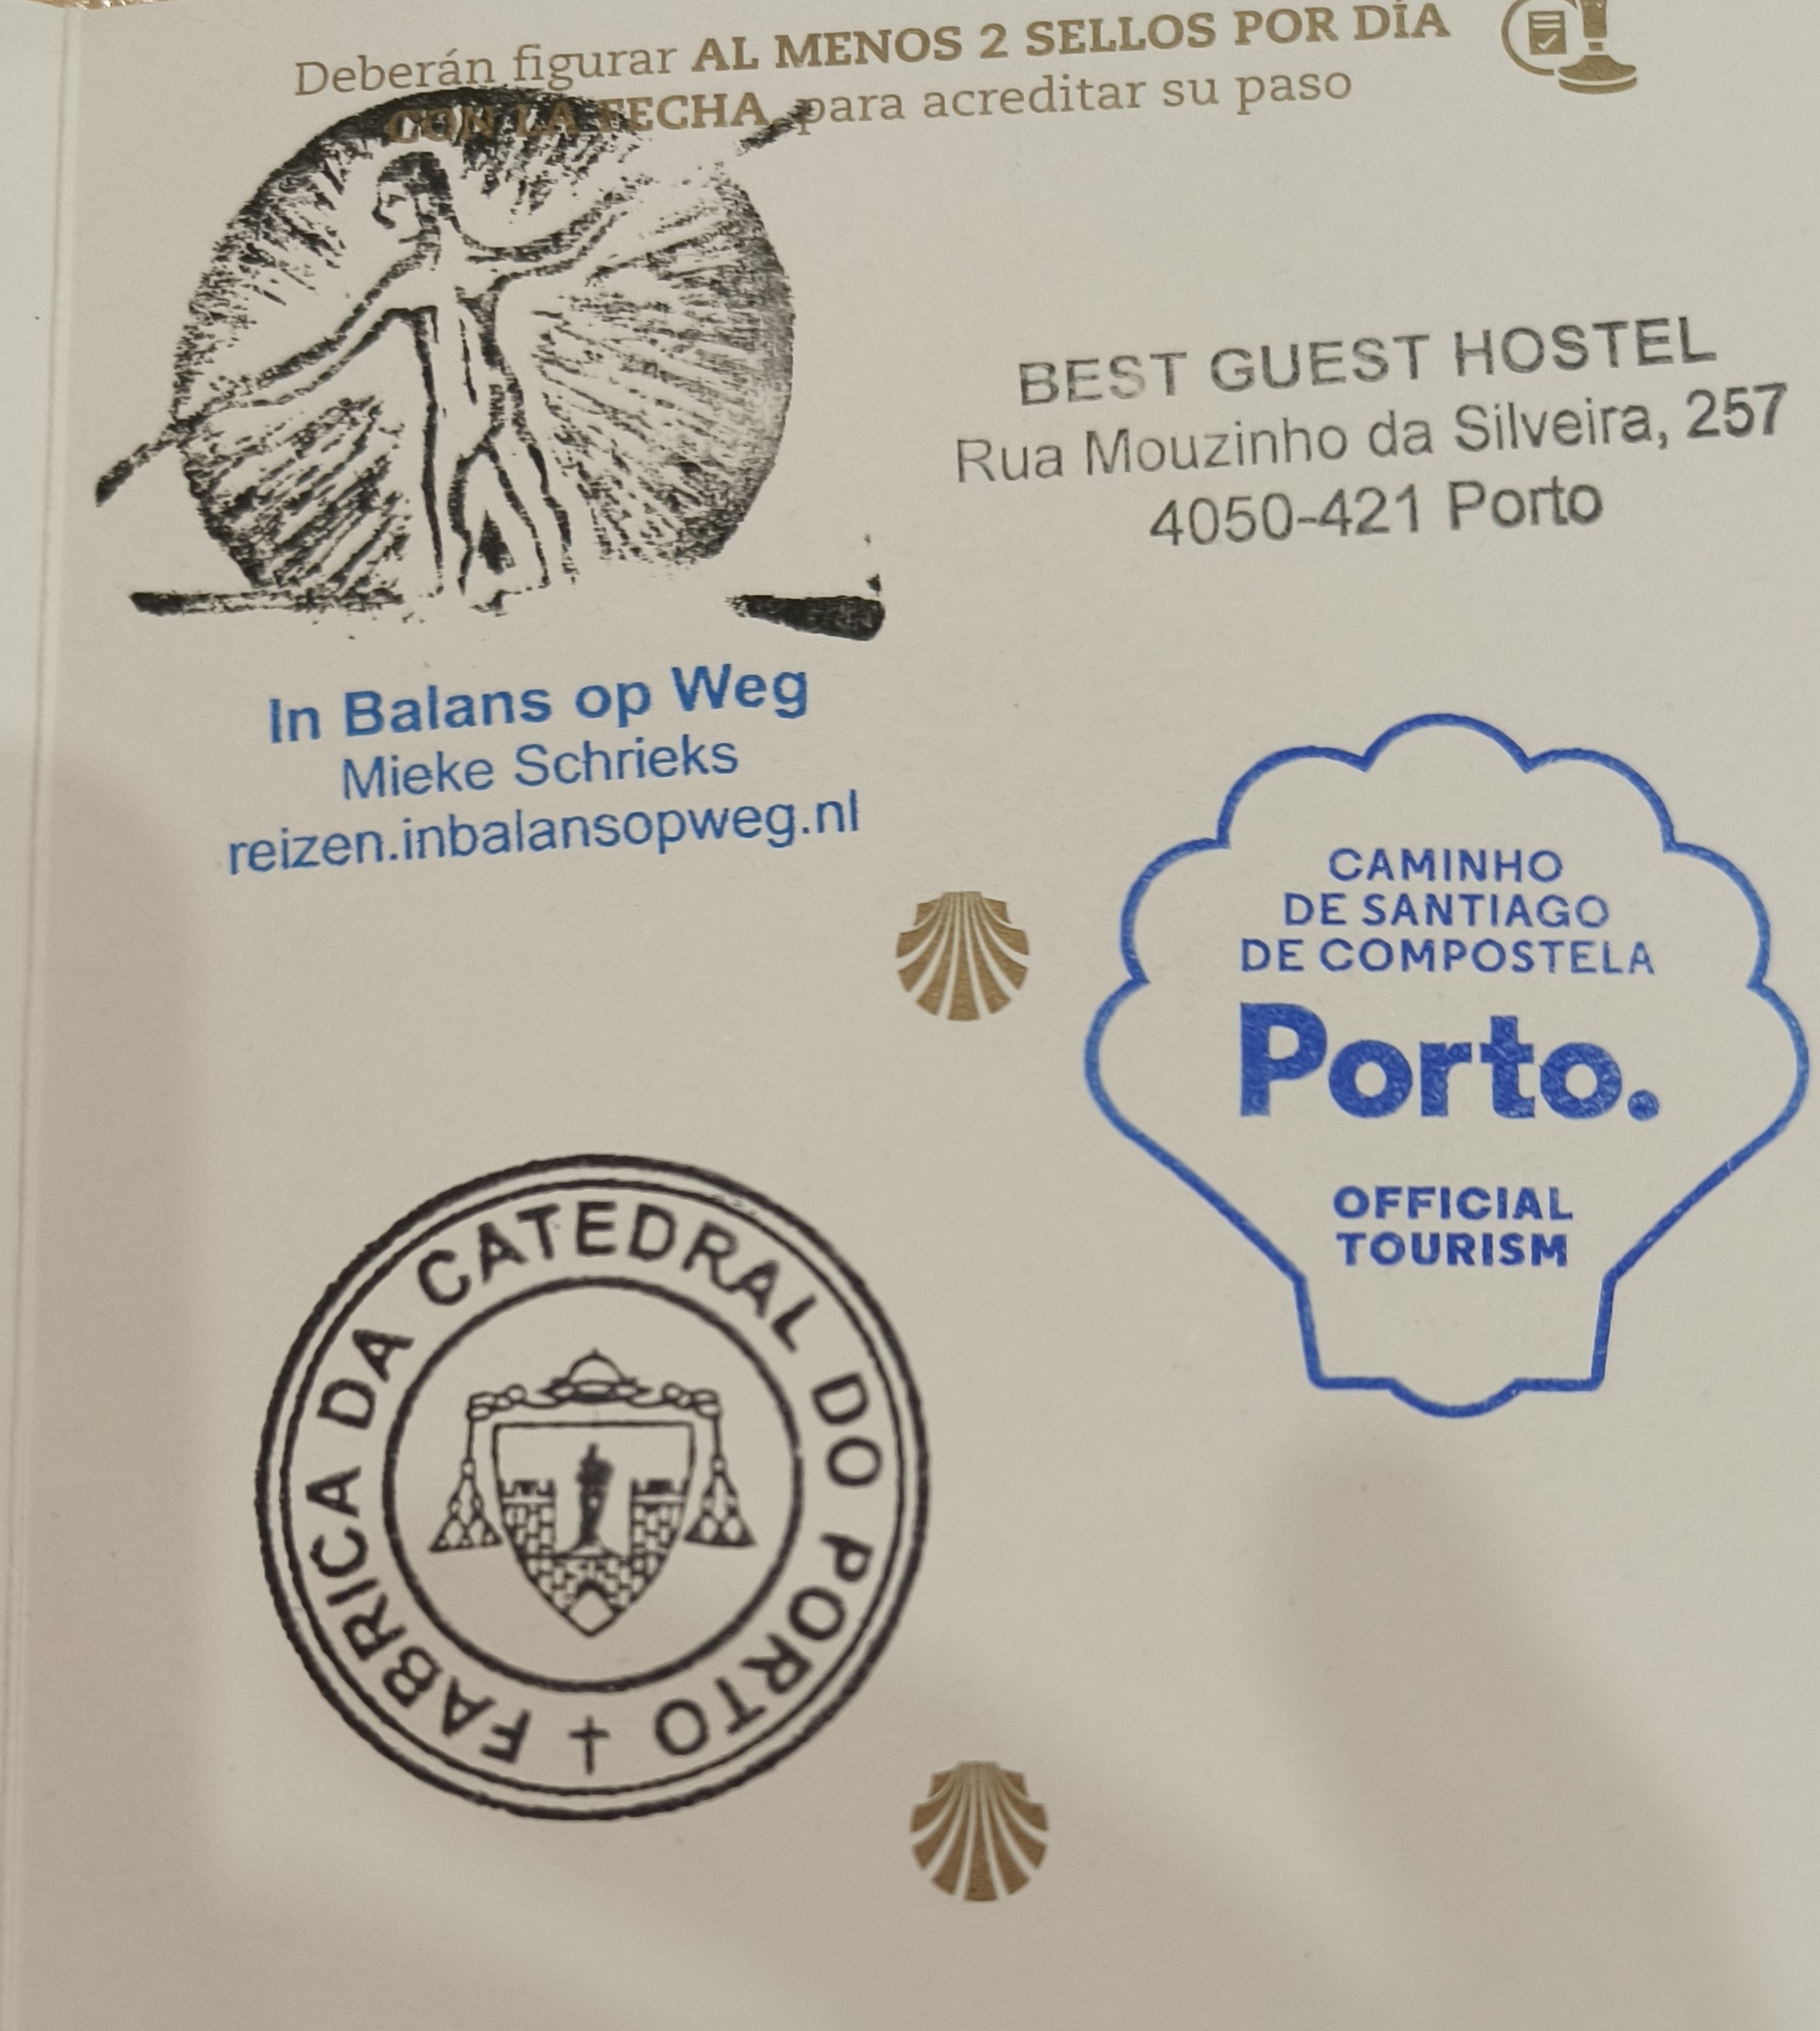 Deberán figurar AL MENOS 2 SELLOS POR DÍA
CON LA FECHA, para acreditar su paso
BEST GUEST HOSTEL
Rua Mouzinho da Silveira, 257
4050-421 Porto
In Balans op Weg
Mieke Schrieks
reizen.inbalansopweg.nl
CAMINHO
DE SANTIAGO
DE COMPOSTELA
Porto.
OFFICIAL
TOURISM
FABRICA DA CATEDRAL DO PORTO